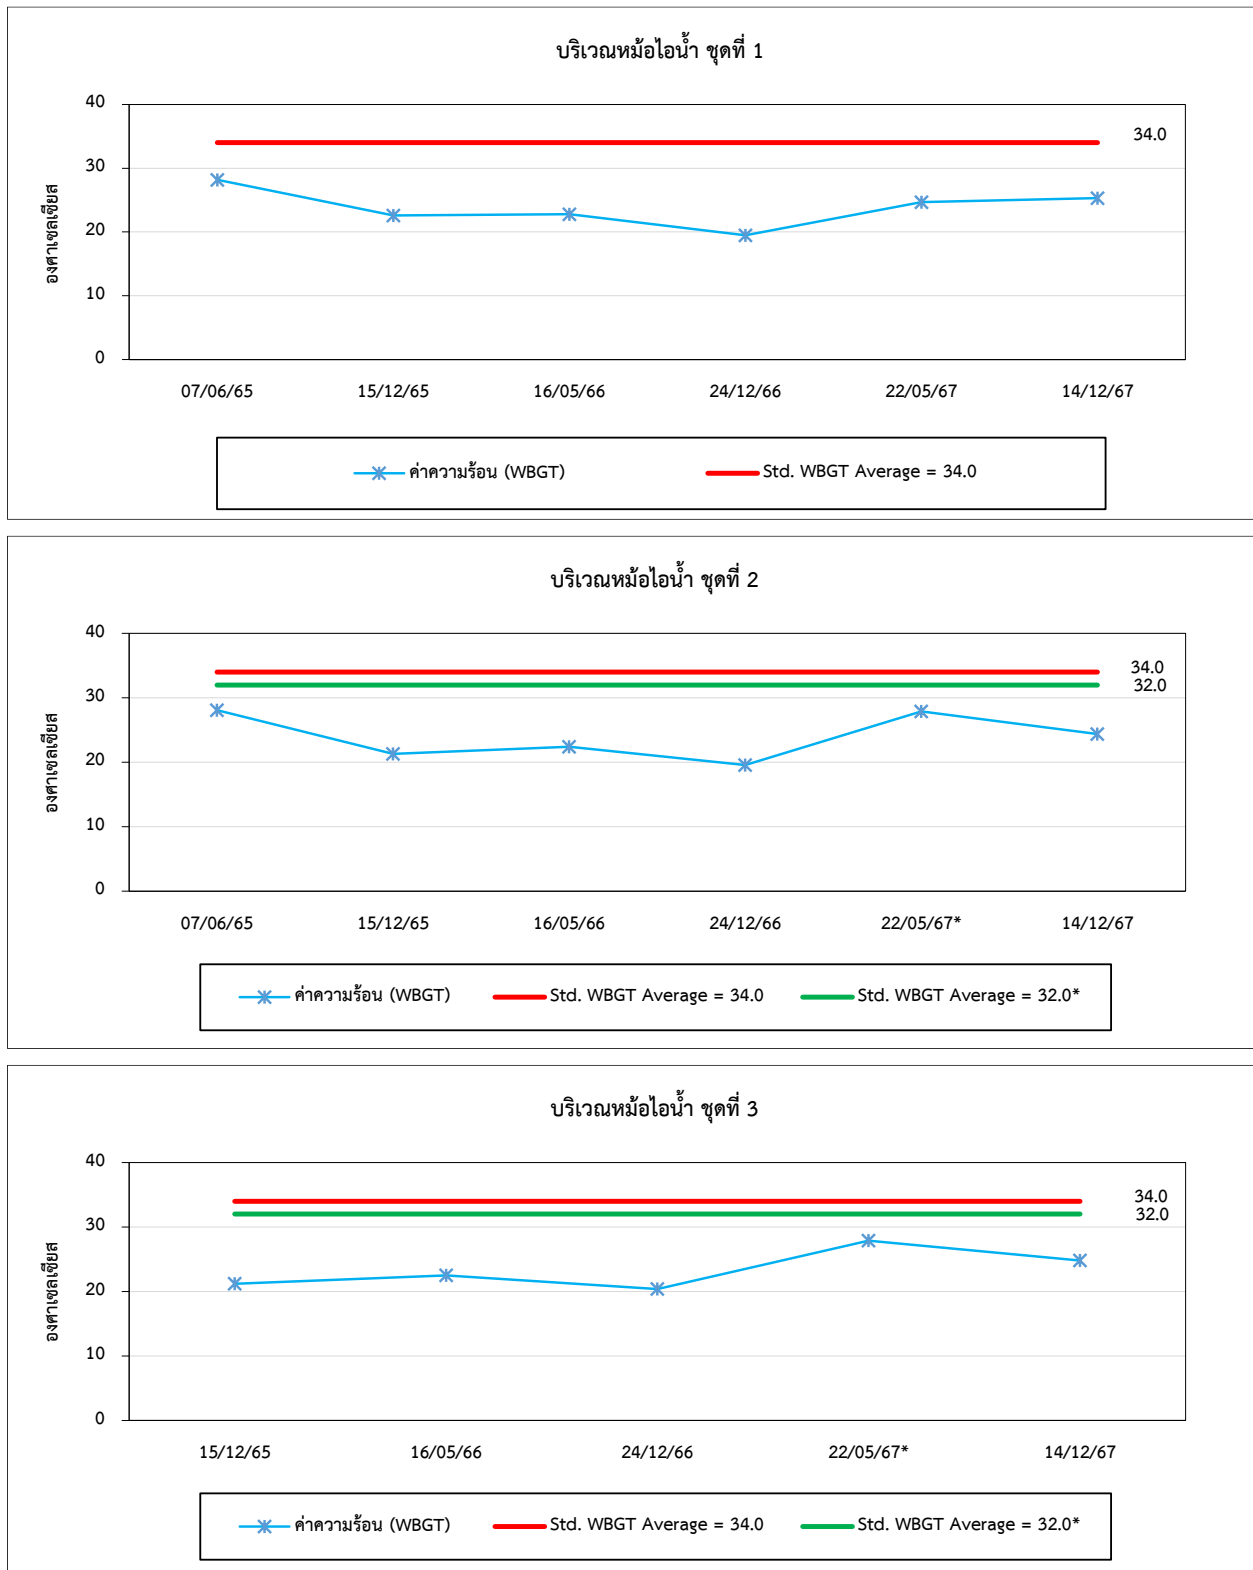 บริเวณหม้อไอน้ำ ชุดที่ 1
40
34.0
30
20
10
0
องศาเซลเซียส
07/06/65 15/12/65 16/05/66 24/12/66 22/05/67 14/12/67
ค่าความร้อน (WBGT) Std. WBGT Average = 34.0
บริเวณหม้อไอน้ำ ชุดที่ 2
40
34.0
32.0
30
20
10
0
องศาเซลเซียส
07/06/65 15/12/65 16/05/66 24/12/66 22/05/67* 14/12/67
ค่าความร้อน (WBGT) Std. WBGT Average = 34.0 Std. WBGT Average = 32.0*
บริเวณหม้อไอน้ำ ชุดที่ 3
40
34.0
32.0
30
20
10
0
องศาเซลเซียส
15/12/65 16/05/66 24/12/66 22/05/67* 14/12/67
ค่าความร้อน (WBGT) Std. WBGT Average = 34.0 Std. WBGT Average = 32.0*